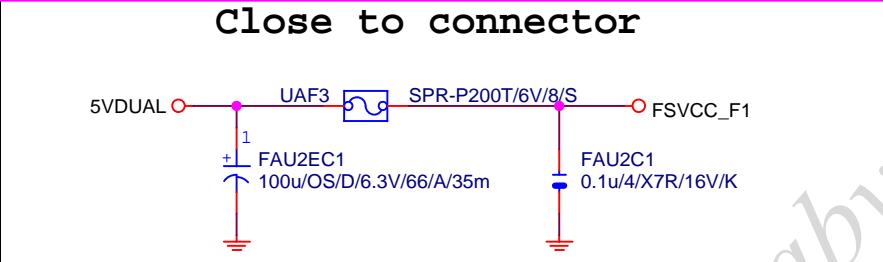 Close to connector
5VDUAL
UAF3
SPR-P200T/6V/8/S
FSVCC_F1
1
+
FAU2EC1
100u/OS/D/6.3V/66/A/35m
FAU2C1
0.1u/4/X7R/16V/K